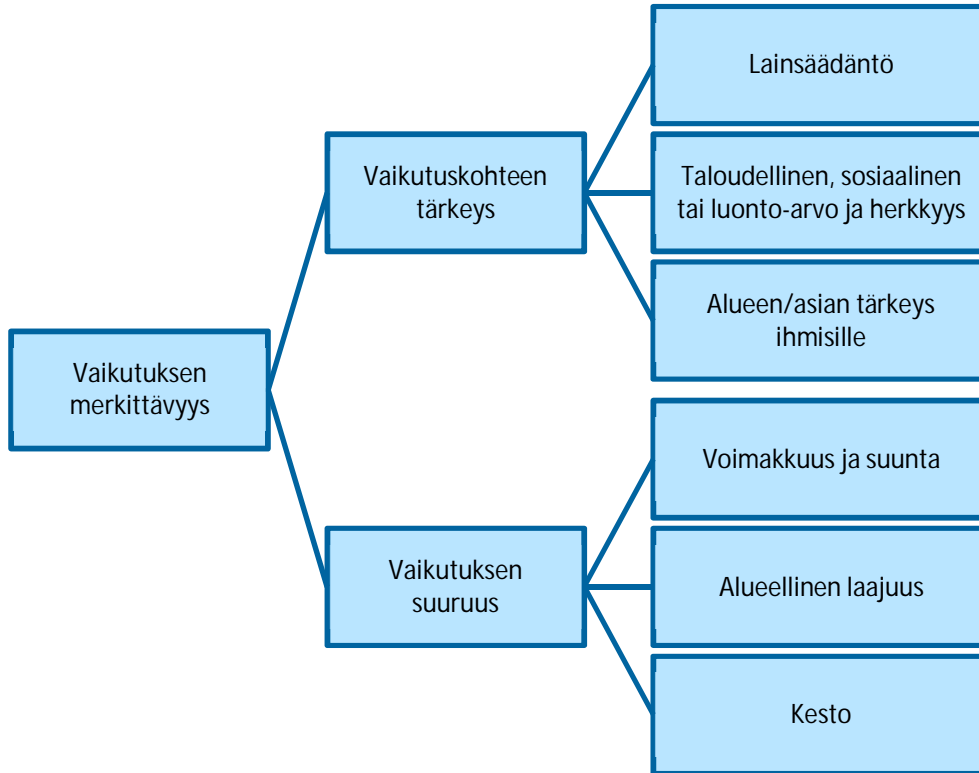 Vaikutuksen
merkittävyys
Vaikutuskohteen
tärkeys
Lainsäädäntö
Taloudellinen, sosiaalinen
tai luonto-arvo ja herkkyys
Alueen/asian tärkeys
ihmisille
Vaikutuksen
suuruus
Voimakkuus ja suunta
Alueellinen laajuus
Kesto